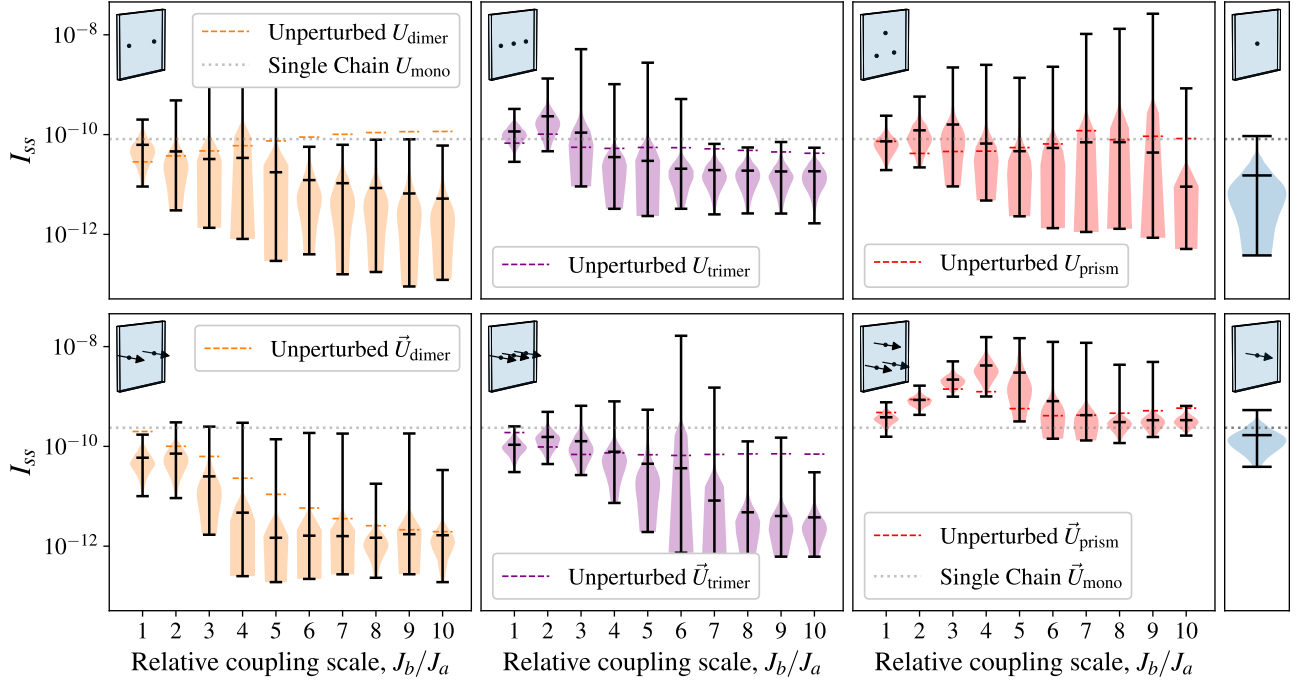 10⁻⁸
10⁻¹⁰
10⁻¹²
I_ss
Unperturbed U_dimer
Single Chain U_mono
Unperturbed U_trimer
Unperturbed U_prism
10⁻⁸
10⁻¹⁰
10⁻¹²
I_ss
Unperturbed U⃗_dimer
Unperturbed U⃗_trimer
Unperturbed U⃗_prism
Single Chain U⃗_mono
1 2 3 4 5 6 7 8 9 10
1 2 3 4 5 6 7 8 9 10
1 2 3 4 5 6 7 8 9 10
Relative coupling scale, J_b/J_a
Relative coupling scale, J_b/J_a
Relative coupling scale, J_b/J_a